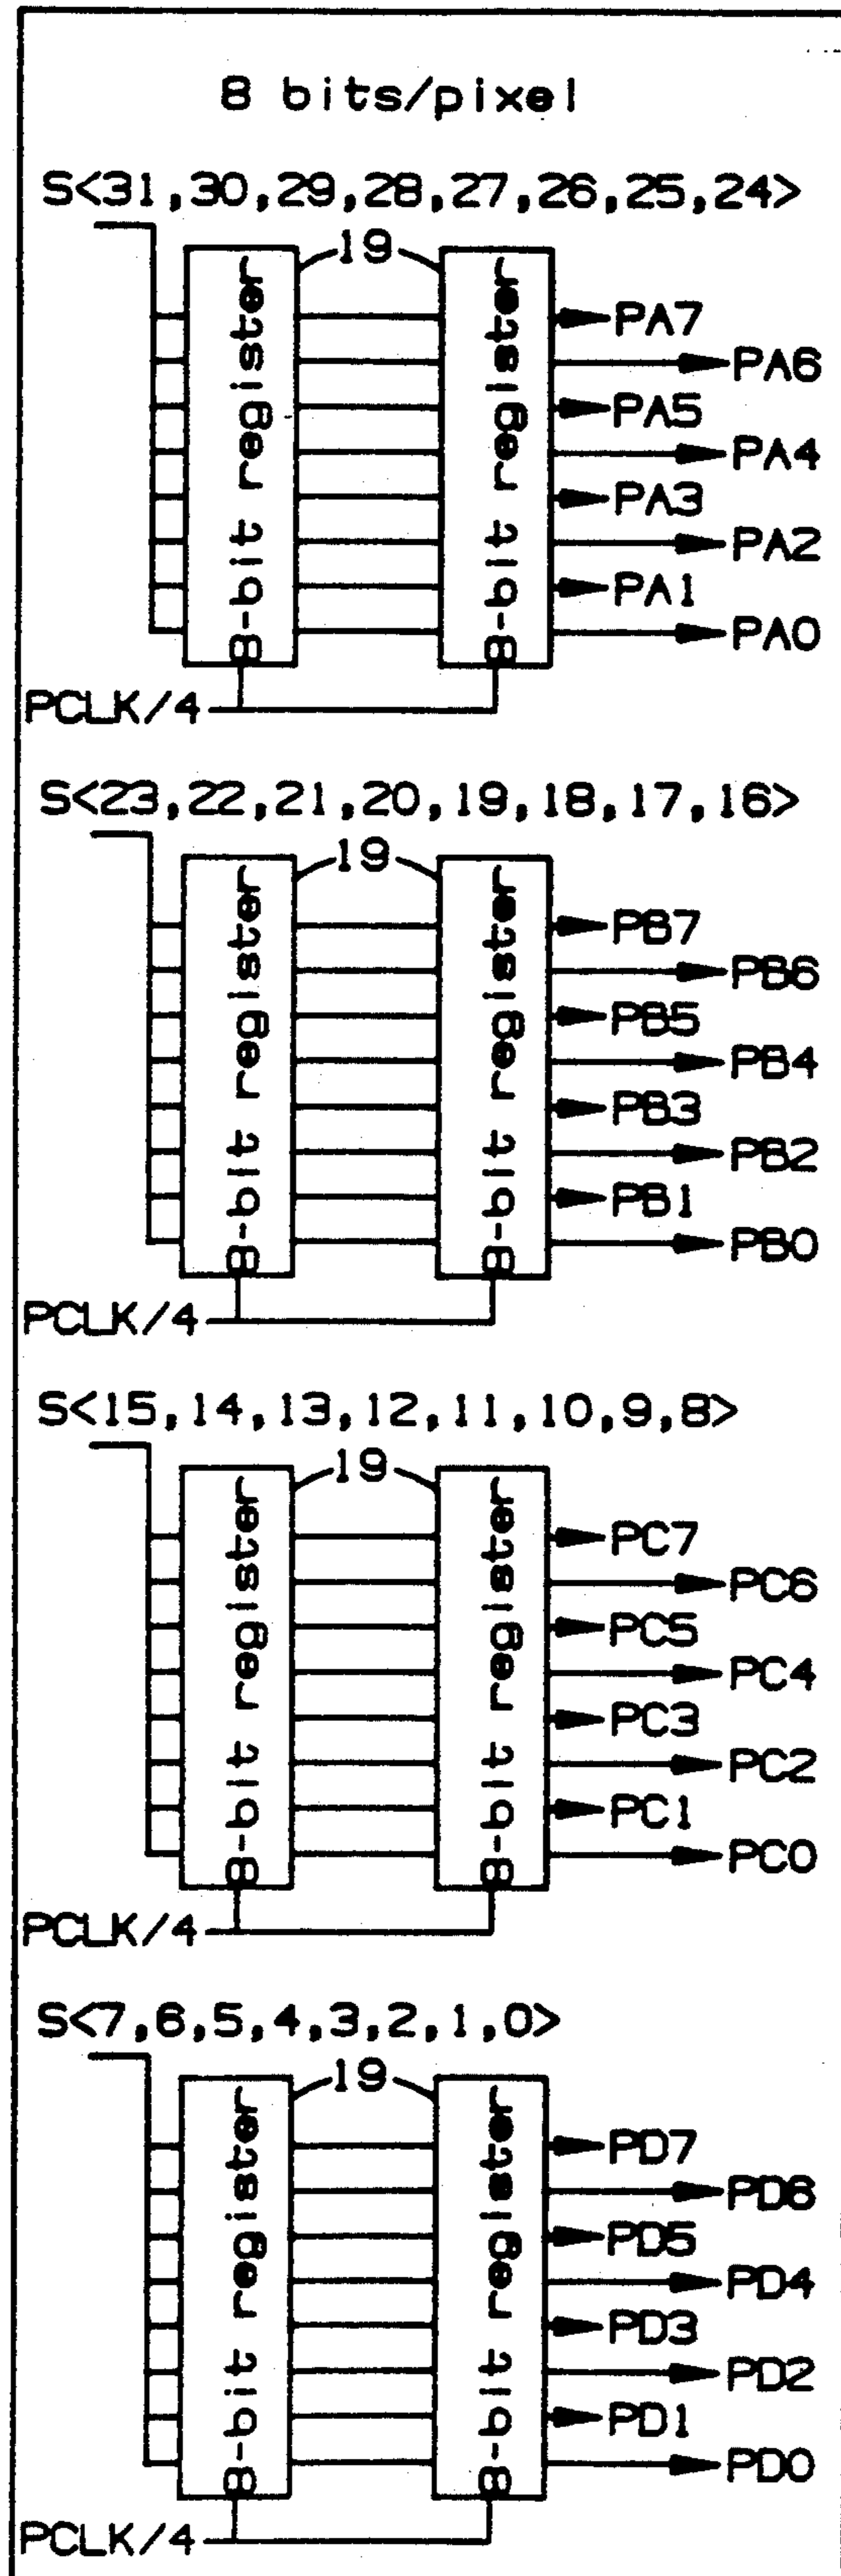 8 bits/pixel
S<31,30,29,28,27,26,25,24>
19
8-bit register
8-bit register
PA7
PA6
PA5
PA4
PA3
PA2
PA1
PA0
PCLK/4
S<23,22,21,20,19,18,17,16>
19
8-bit register
8-bit register
PB7
PB6
PB5
PB4
PB3
PB2
PB1
PB0
PCLK/4
S<15,14,13,12,11,10,9,8>
19
8-bit register
8-bit register
PC7
PC6
PC5
PC4
PC3
PC2
PC1
PC0
PCLK/4
S<7,6,5,4,3,2,1,0>
19
8-bit register
8-bit register
PD7
PD6
PD5
PD4
PD3
PD2
PD1
PD0
PCLK/4